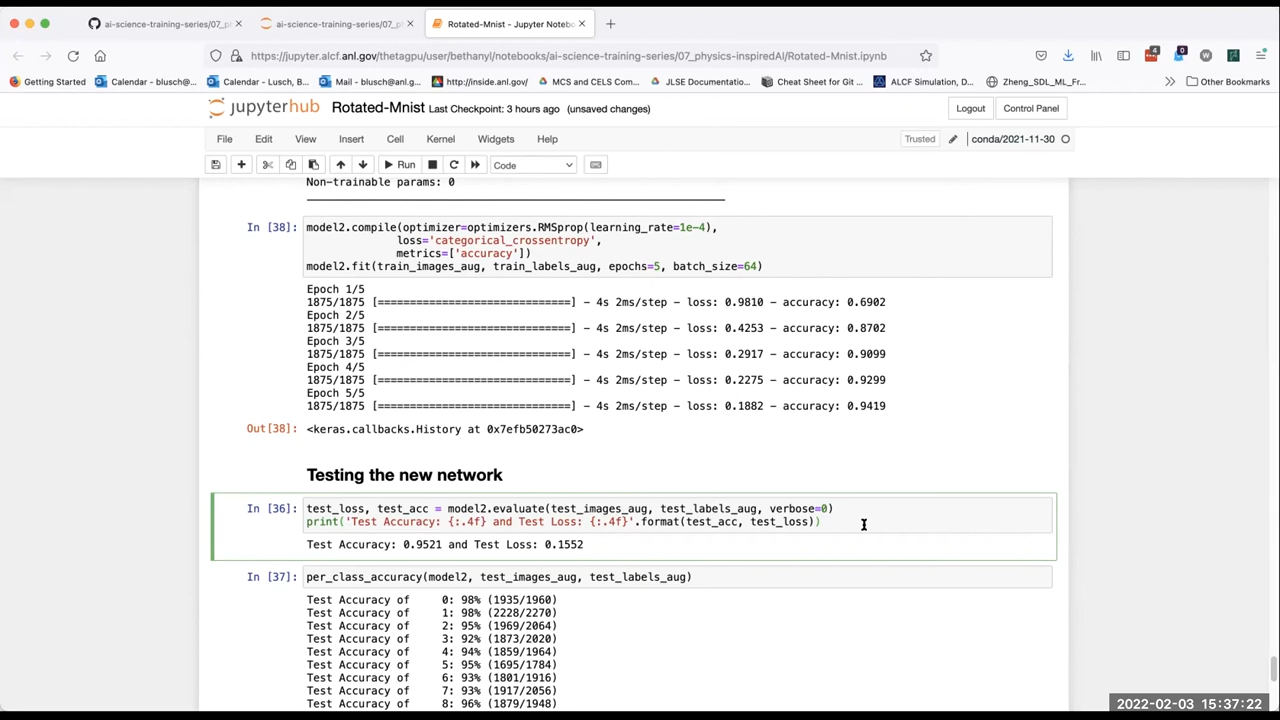 ai-science-training-series/07_p
ai-science-training-series/07_p
Rotated-Mnist - Jupyter Notebo
https://jupyter.alcf.anl.gov/thetagpu/user/bethanyl/notebooks/ai-science-training-series/07_physics-inspiredAI/Rotated-Mnist.ipynb
Getting Started
Calendar - blusch@...
Calendar - Lusch, B...
Mail - blusch@anl.g...
http://inside.anl.gov/
MCS and CELS Com...
JLSE Documentatio...
Cheat Sheet for Git ...
ALCF Simulation, D...
Zheng_SDL_ML_Fr...
Other Bookmarks
jupyterhub Rotated-Mnist Last Checkpoint: 3 hours ago (unsaved changes)
Logout Control Panel
File Edit View Insert Cell Kernel Widgets Help
Trusted conda/2021-11-30
Run Code
Non-trainable params: 0
In [38]: model2.compile(optimizer=optimizers.RMSprop(learning_rate=1e-4),
loss='categorical_crossentropy',
metrics=['accuracy'])
model2.fit(train_images_aug, train_labels_aug, epochs=5, batch_size=64)
Epoch 1/5
1875/1875 [==============================] - 4s 2ms/step - loss: 0.9810 - accuracy: 0.6902
Epoch 2/5
1875/1875 [==============================] - 4s 2ms/step - loss: 0.4253 - accuracy: 0.8702
Epoch 3/5
1875/1875 [==============================] - 4s 2ms/step - loss: 0.2917 - accuracy: 0.9099
Epoch 4/5
1875/1875 [==============================] - 4s 2ms/step - loss: 0.2275 - accuracy: 0.9299
Epoch 5/5
1875/1875 [==============================] - 4s 2ms/step - loss: 0.1882 - accuracy: 0.9419
Out[38]: <keras.callbacks.History at 0x7efb50273ac0>
Testing the new network
In [36]: test_loss, test_acc = model2.evaluate(test_images_aug, test_labels_aug, verbose=0)
print('Test Accuracy: {:.4f} and Test Loss: {:.4f}'.format(test_acc, test_loss))
Test Accuracy: 0.9521 and Test Loss: 0.1552
In [37]: per_class_accuracy(model2, test_images_aug, test_labels_aug)
Test Accuracy of 0: 98% (1935/1960)
Test Accuracy of 1: 98% (2228/2270)
Test Accuracy of 2: 95% (1969/2064)
Test Accuracy of 3: 92% (1873/2020)
Test Accuracy of 4: 94% (1859/1964)
Test Accuracy of 5: 95% (1695/1784)
Test Accuracy of 6: 93% (1801/1916)
Test Accuracy of 7: 93% (1917/2056)
Test Accuracy of 8: 96% (1879/1948)
2022-02-03 15:37:22